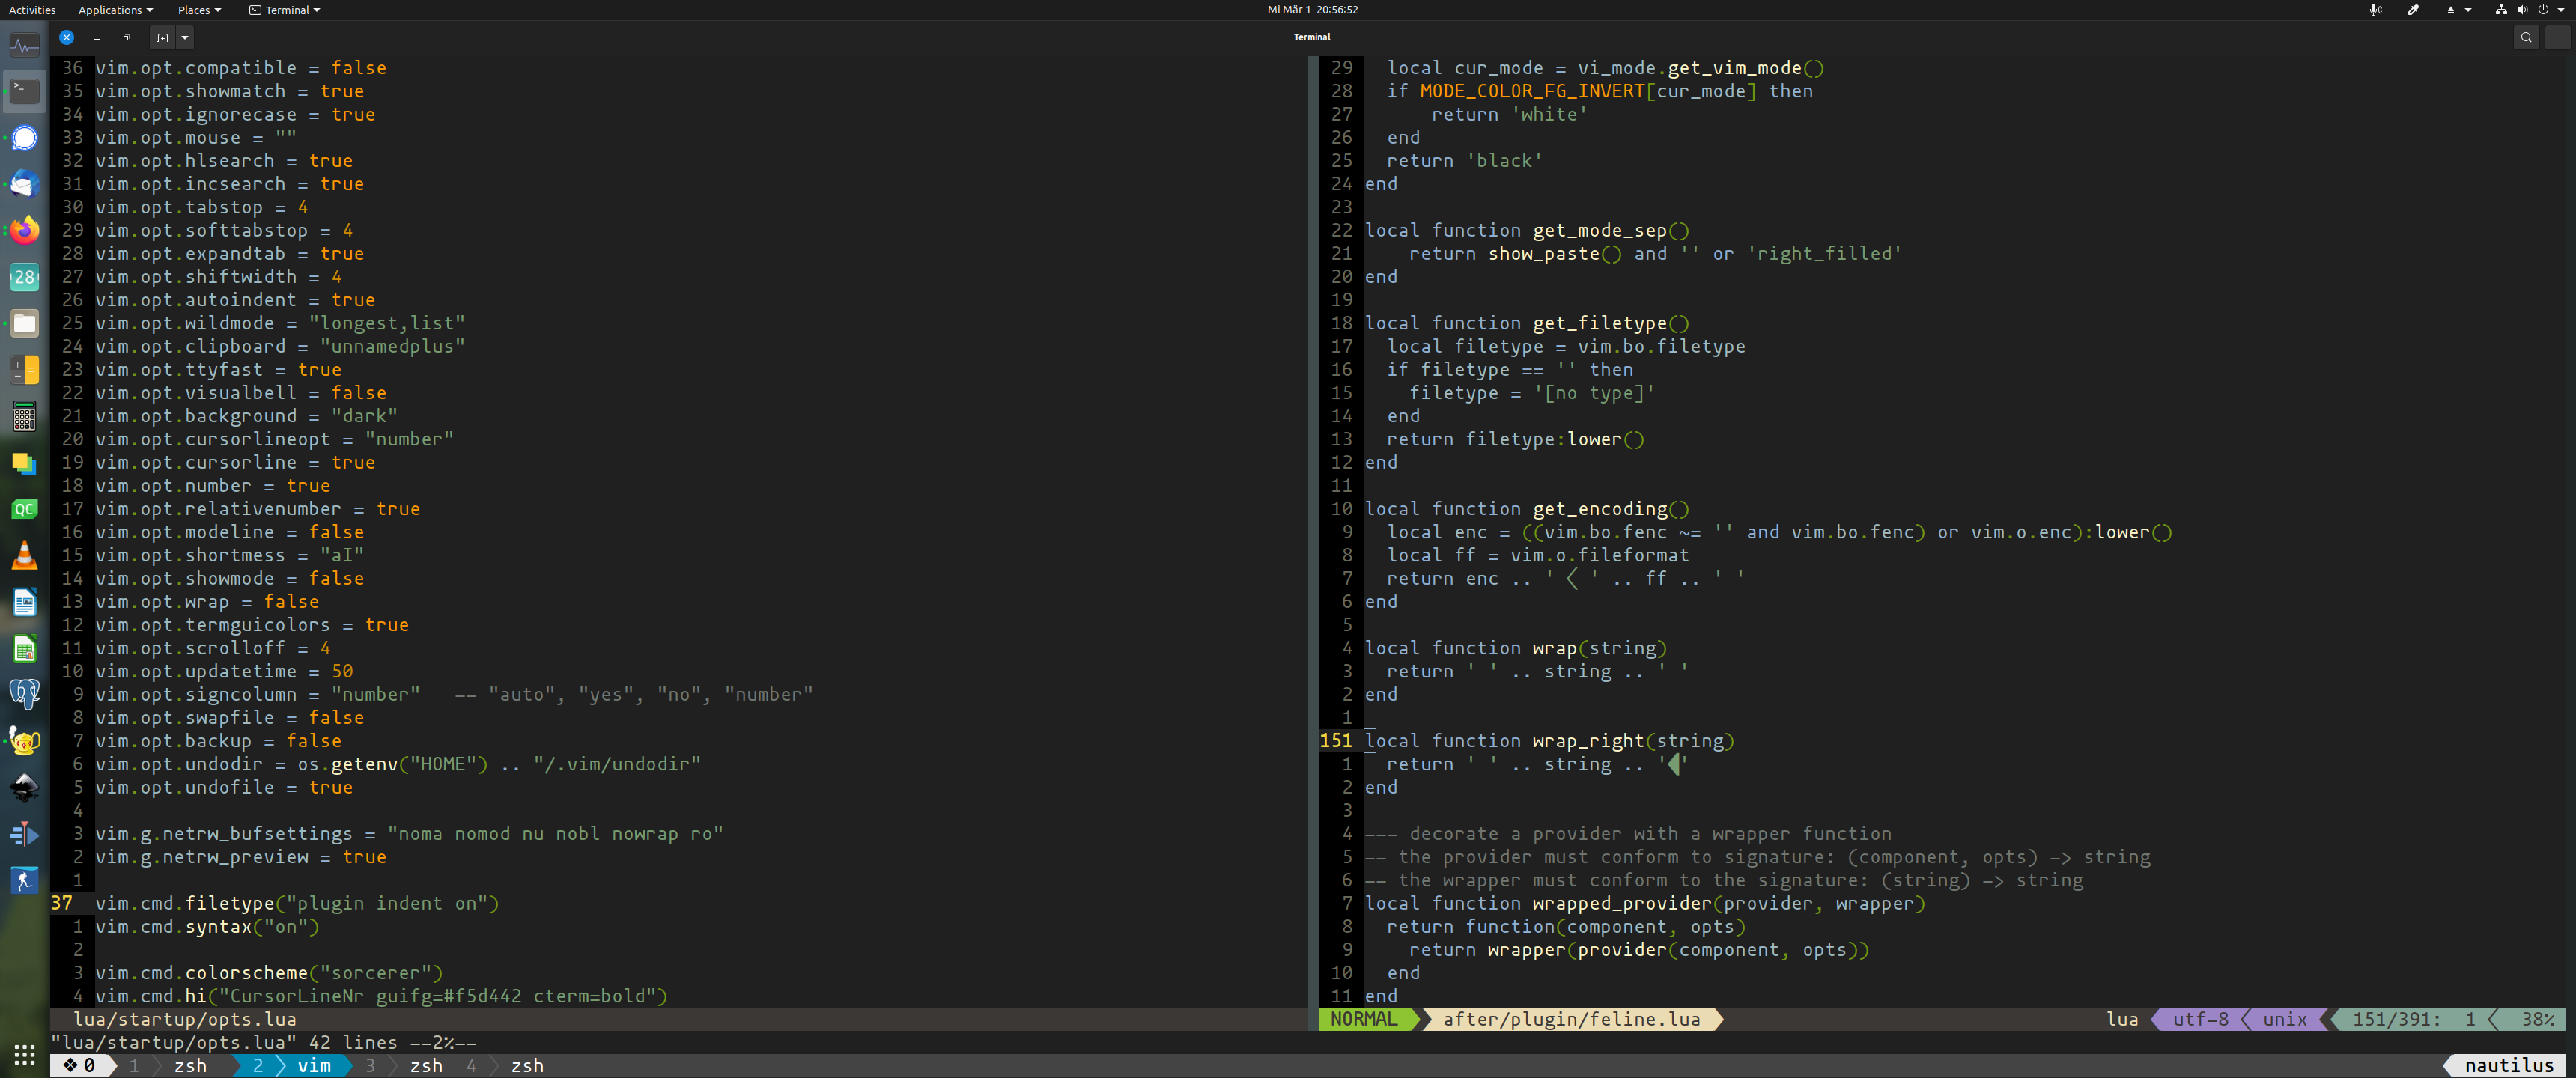 Activities Applications Places Terminal Mi Mär 1 20:56:52
Terminal
28
QC
36 vim.opt.compatible = false
35 vim.opt.showmatch = true
34 vim.opt.ignorecase = true
33 vim.opt.mouse = ""
32 vim.opt.hlsearch = true
31 vim.opt.incsearch = true
30 vim.opt.tabstop = 4
29 vim.opt.softtabstop = 4
28 vim.opt.expandtab = true
27 vim.opt.shiftwidth = 4
26 vim.opt.autoindent = true
25 vim.opt.wildmode = "longest,list"
24 vim.opt.clipboard = "unnamedplus"
23 vim.opt.ttyfast = true
22 vim.opt.visualbell = false
21 vim.opt.background = "dark"
20 vim.opt.cursorlineopt = "number"
19 vim.opt.cursorline = true
18 vim.opt.number = true
17 vim.opt.relativenumber = true
16 vim.opt.modeline = false
15 vim.opt.shortmess = "aI"
14 vim.opt.showmode = false
13 vim.opt.wrap = false
12 vim.opt.termguicolors = true
11 vim.opt.scrolloff = 4
10 vim.opt.updatetime = 50
9 vim.opt.signcolumn = "number"   -- "auto", "yes", "no", "number"
8 vim.opt.swapfile = false
7 vim.opt.backup = false
6 vim.opt.undodir = os.getenv("HOME") .. "/.vim/undodir"
5 vim.opt.undofile = true
4
3 vim.g.netrw_bufsettings = "noma nomod nu nobl nowrap ro"
2 vim.g.netrw_preview = true
1
37 vim.cmd.filetype("plugin indent on")
1 vim.cmd.syntax("on")
2
3 vim.cmd.colorscheme("sorcerer")
4 vim.cmd.hi("CursorLineNr guifg=#f5d442 cterm=bold")
lua/startup/opts.lua
29   local cur_mode = vi_mode.get_vim_mode()
28   if MODE_COLOR_FG_INVERT[cur_mode] then
27       return 'white'
26   end
25   return 'black'
24 end
23
22 local function get_mode_sep()
21     return show_paste() and '' or 'right_filled'
20 end
19
18 local function get_filetype()
17   local filetype = vim.bo.filetype
16   if filetype == '' then
15     filetype = '[no type]'
14   end
13   return filetype:lower()
12 end
11
10 local function get_encoding()
9   local enc = ((vim.bo.fenc ~= '' and vim.bo.fenc) or vim.o.enc):lower()
8   local ff = vim.o.fileformat
7   return enc .. '  ' .. ff .. ' '
6 end
5
4 local function wrap(string)
3   return ' ' .. string .. ' '
2 end
1
151 local function wrap_right(string)
1   return ' ' .. string .. ''
2 end
3
4 --- decorate a provider with a wrapper function
5 -- the provider must conform to signature: (component, opts) -> string
6 -- the wrapper must conform to the signature: (string) -> string
7 local function wrapped_provider(provider, wrapper)
8   return function(component, opts)
9     return wrapper(provider(component, opts))
10   end
11 end
NORMAL after/plugin/feline.lua lua utf-8 unix 151/391: 1 38%
"lua/startup/opts.lua" 42 lines --2%--
❖ 0 1 zsh 2 vim 3 zsh 4 zsh nautilus